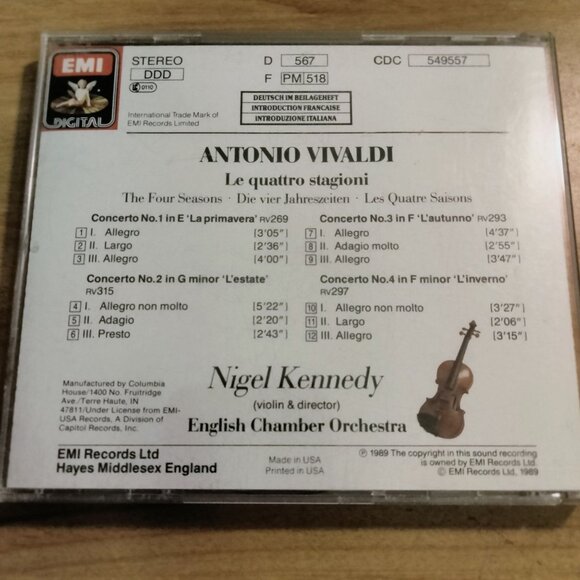 EMI
DIGITAL
STEREO
DDD
0110
International Trade Mark of
EMI Records Limited
D 567
F PM 518
CDC 549557
DEUTSCH IM BEILAGEHEFT
INTRODUCTION FRANCAISE
INTRODUZIONE ITALIANA
ANTONIO VIVALDI
Le quattro stagioni
The Four Seasons · Die vier Jahreszeiten · Les Quatre Saisons
Concerto No.1 in E 'La primavera' RV269
1 I. Allegro [3'05"]
2 II. Largo [2'36"]
3 III. Allegro [4'00"]
Concerto No.2 in G minor 'L'estate'
RV315
4 I. Allegro non molto [5'22"]
5 II. Adagio [2'20"]
6 III. Presto [2'43"]
Concerto No.3 in F 'L'autunno' RV293
7 I. Allegro [4'37"]
8 II. Adagio molto [2'55"]
9 III. Allegro [3'47"]
Concerto No.4 in F minor 'L'inverno'
RV297
10 I. Allegro non molto [3'27"]
11 II. Largo [2'06"]
12 III. Allegro [3'15"]
Nigel Kennedy
(violin & director)
English Chamber Orchestra
Manufactured by Columbia
House/1400 No. Fruitridge
Ave./Terre Haute, IN
47811/Under License from EMI-
USA Records, A Division of
Capitol Records, Inc.
EMI Records Ltd
Hayes Middlesex England
Made in USA
Printed in USA
℗ 1989 The copyright in this sound recording
is owned by EMI Records Ltd.
© EMI Records Ltd, 1989